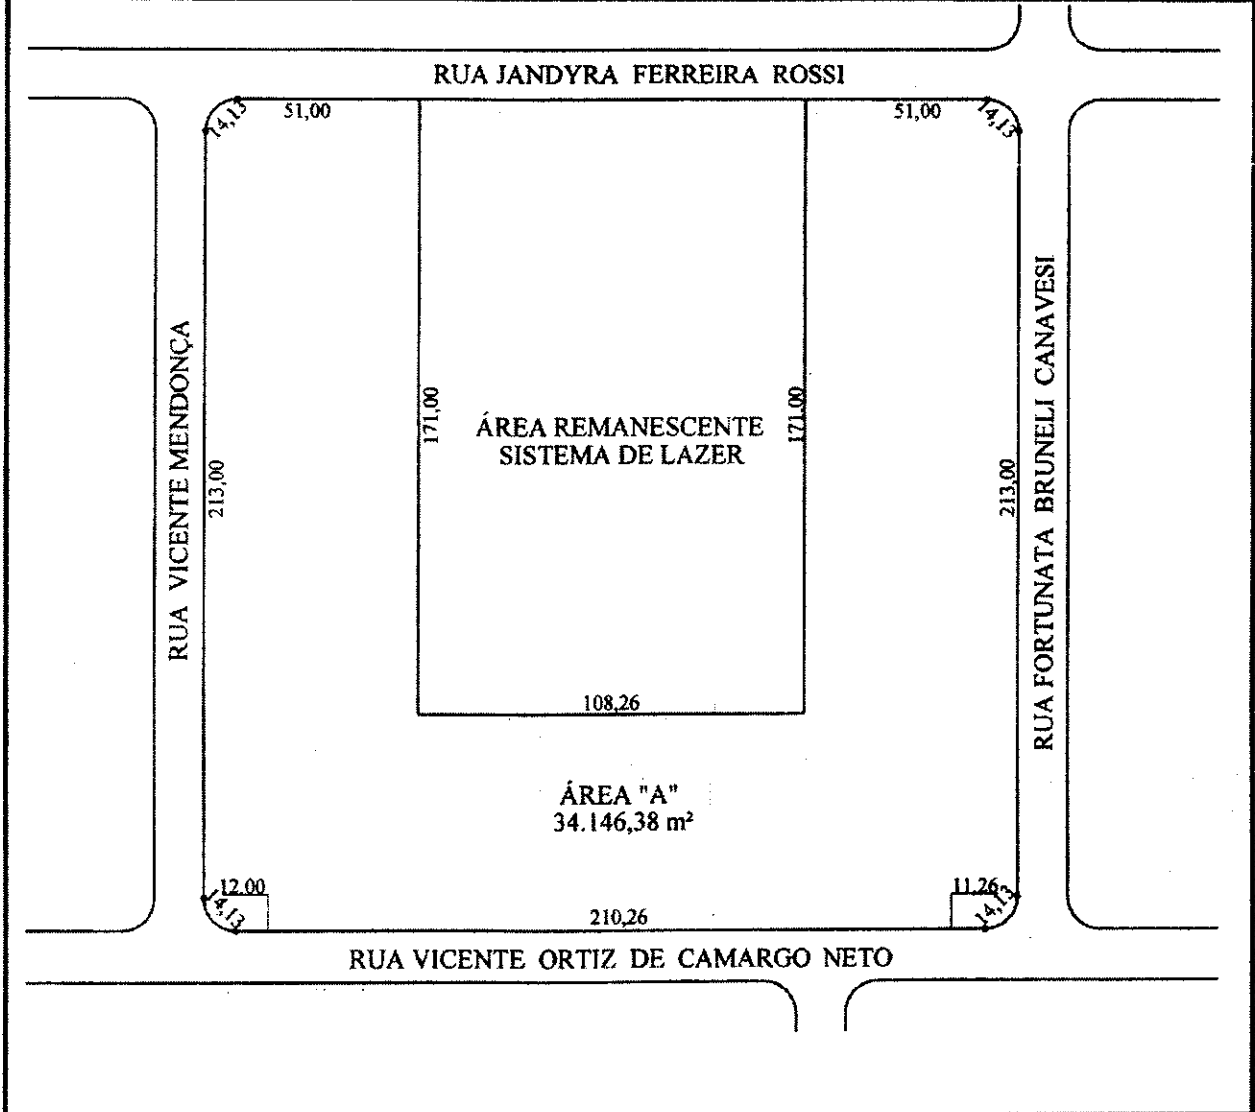 RUA JANDYRA FERREIRA ROSSI
14,13
51,00
51,00
14,13
RUA VICENTE MENDONÇA
213,00
171,00
ÁREA REMANESCENTE
SISTEMA DE LAZER
171,00
213,00
RUA FORTUNATA BRUNELI CANAVESI
108,26
ÁREA "A"
34.146,38 m²
12,00
14,13
210,26
11,26
14,13
RUA VICENTE ORTIZ DE CAMARGO NETO